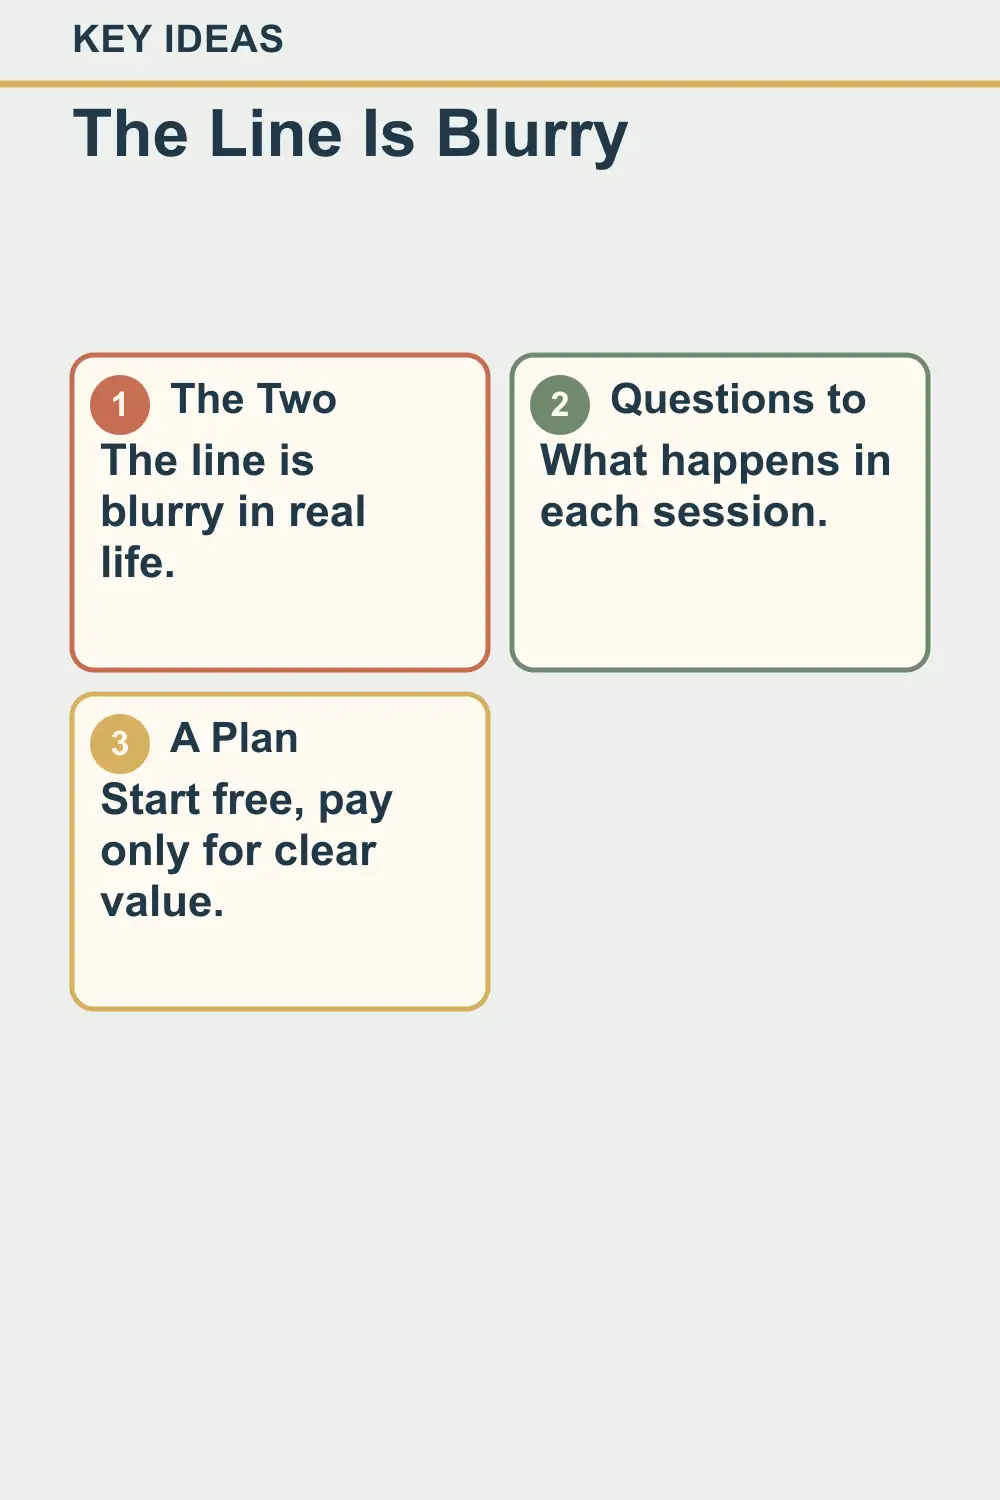 KEY IDEAS
The Line Is Blurry
1 The Two
The line is
blurry in real
life.
2 Questions to
What happens in
each session.
3 A Plan
Start free, pay
only for clear
value.